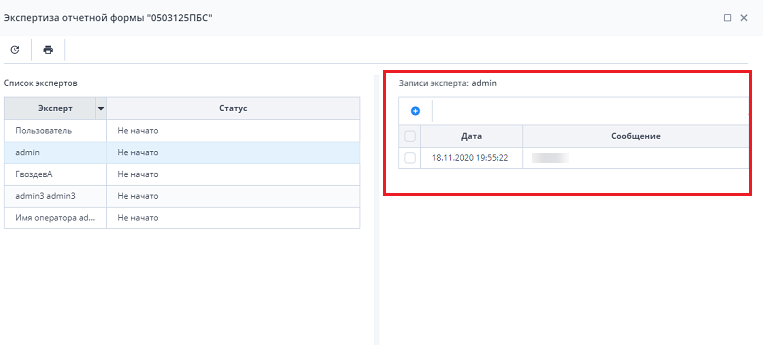 Экспертиза отчетной формы "0503125ПБС"
Список экспертов
Эксперт Статус
Пользователь Не начато
admin Не начато
ГвоздевА Не начато
admin3 admin3 Не начато
Имя оператора ad... Не начато
Записи эксперта: admin
Дата Сообщение
18.11.2020 19:55:22